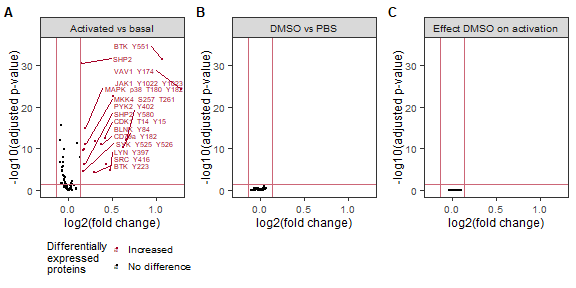 A
Activated vs basal
B
DMSO vs PBS
C
Effect DMSO on activation
-log10(adjusted p-value)
30
20
10
0
BTK Y551
SHP2
VAV1 Y174
JAK1 Y1022 Y1023
MAPK p38 T180 Y182
MKK4 S257 T261
PYK2 Y402
SHP2 Y580
CDK1 T14 Y15
BLNK Y84
CD79a Y182
SYK Y525 Y526
LYN Y397
SRC Y416
BTK Y223
0.0
0.5
1.0
log2(fold change)
-log10(adjusted p-value)
30
20
10
0
0.0
0.5
1.0
log2(fold change)
-log10(adjusted p-value)
30
20
10
0
0.0
0.5
1.0
log2(fold change)
Differentially
expressed
proteins
Increased
No difference